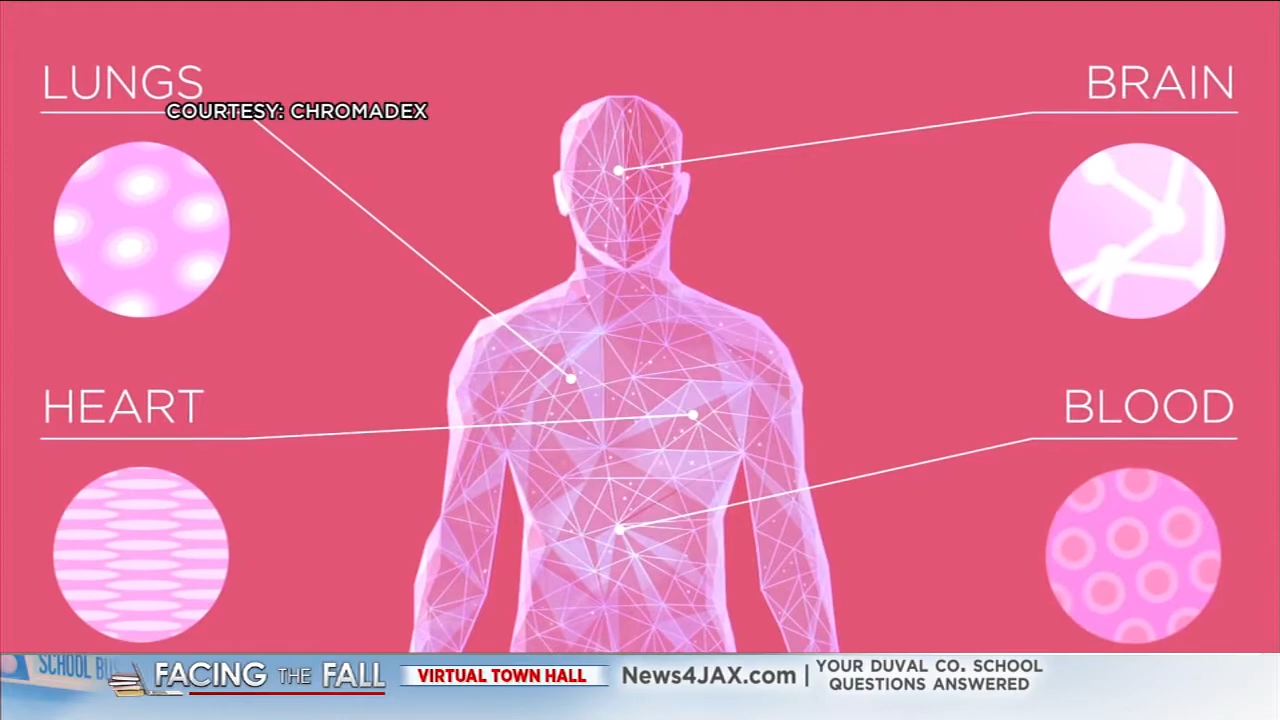 LUNGS
COURTESY: CHROMADEX
BRAIN
HEART
BLOOD
SCHOOL BU
FACING THE FALL
VIRTUAL TOWN HALL
News4JAX.com
YOUR DUVAL CO. SCHOOL
QUESTIONS ANSWERED